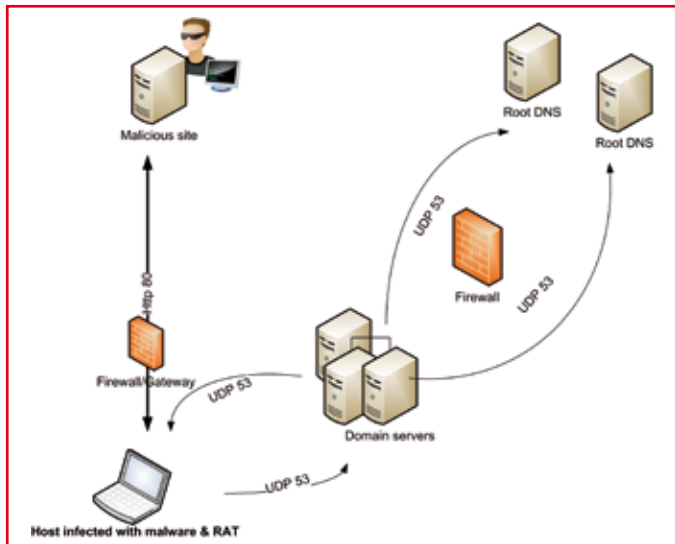 Malicious site
Root DNS
Root DNS
UDP 53
Firewall
UDP 53
Http 80
Firewall/Gateway
UDP 53
Domain servers
UDP 53
Host infected with malware & RAT